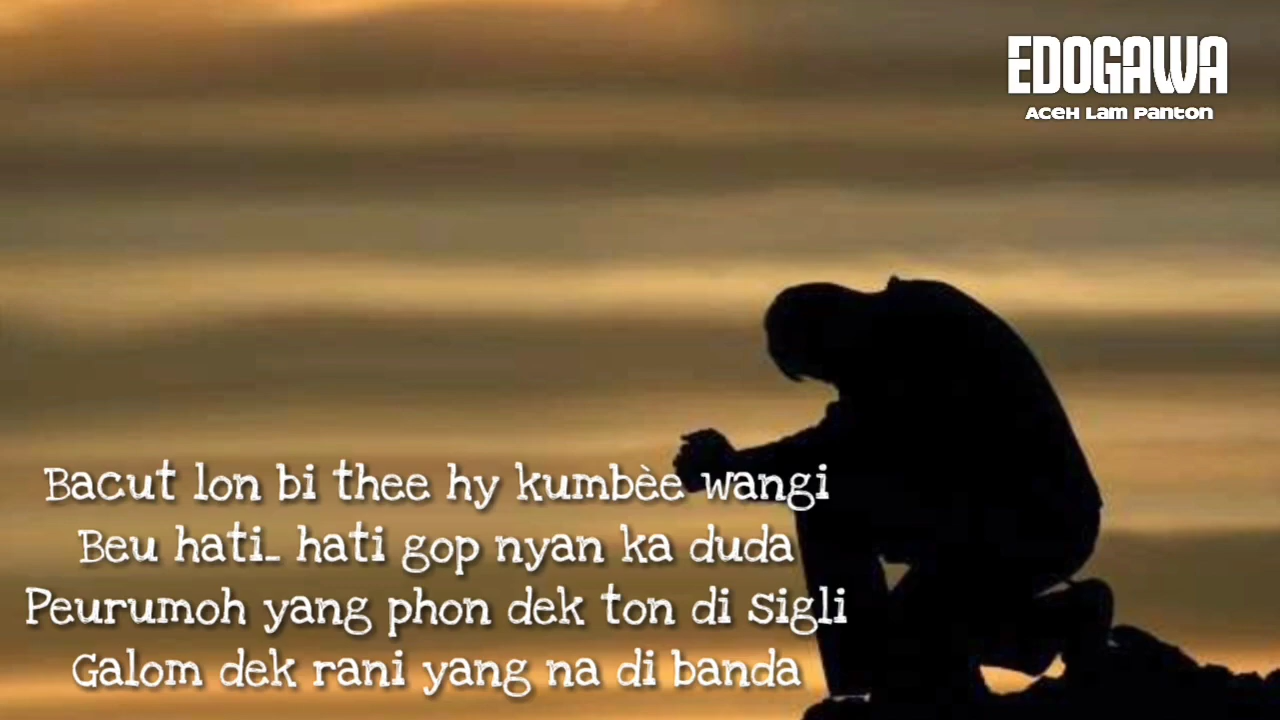 EDOGAWA
Aceh Lam Panton
Bacut lon bi thee hy kumbèe wangi
Beu hati- hati gop nyan ka duda
Peurumoh yang phon dek ton di sigli
Galom dek rani yang na di banda